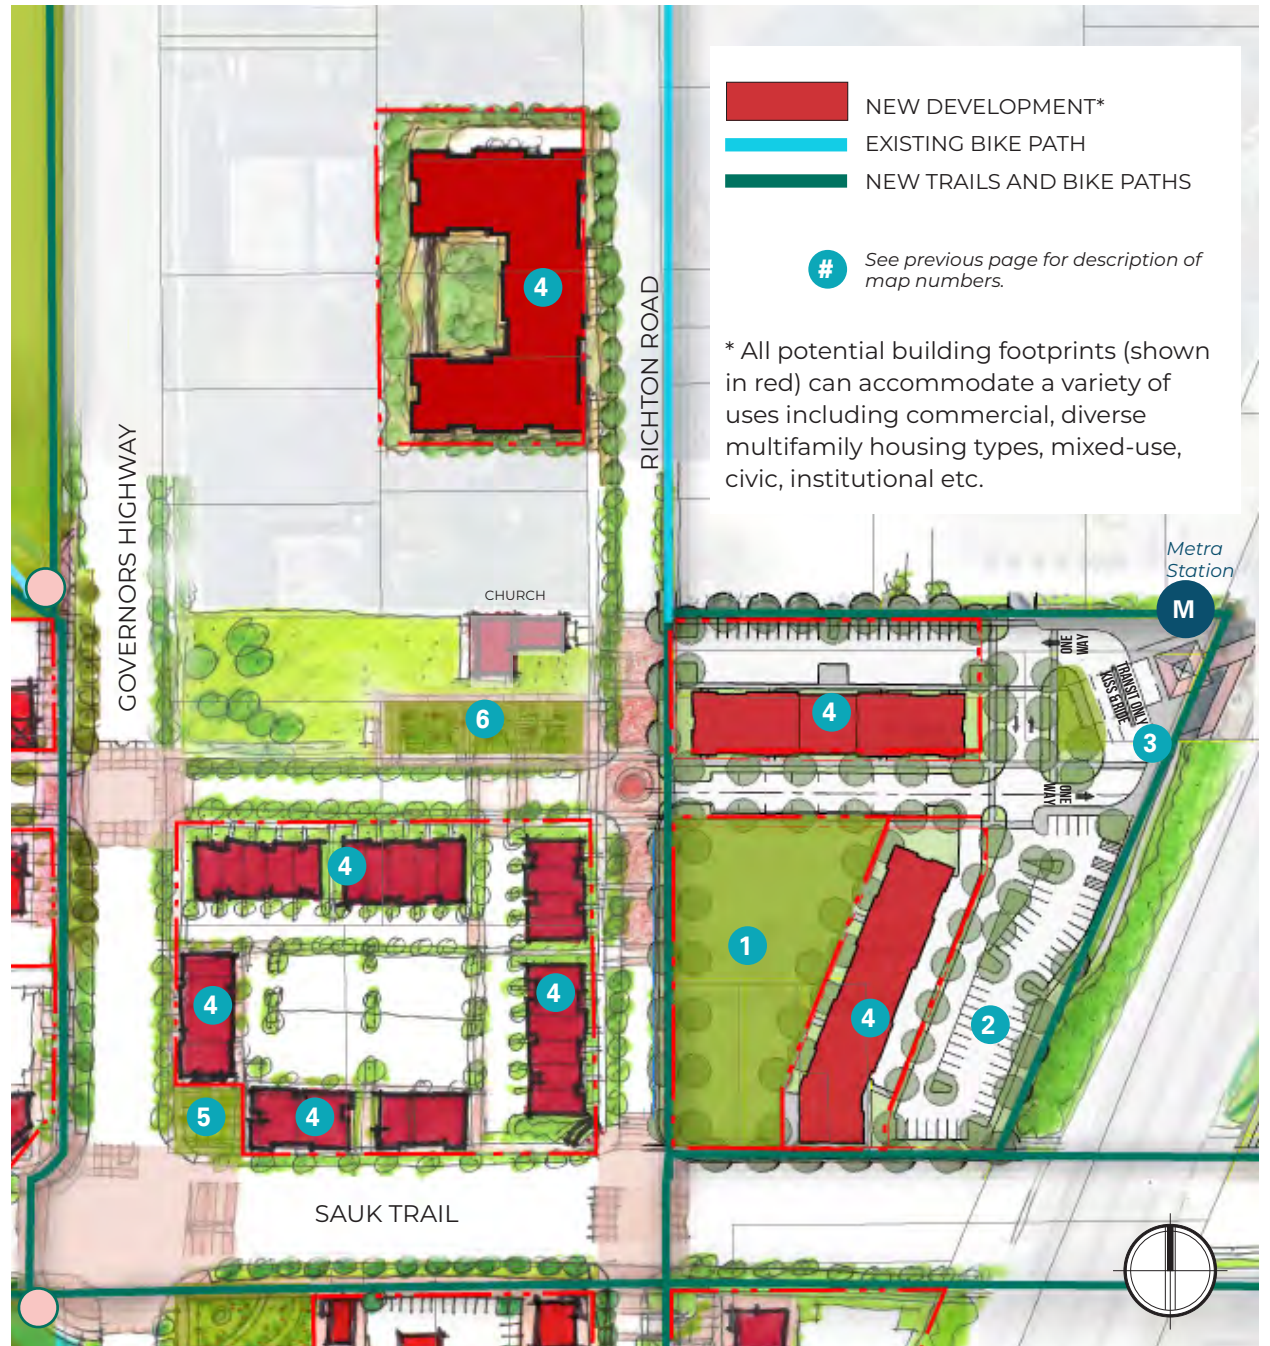 NEW DEVELOPMENT*
EXISTING BIKE PATH
NEW TRAILS AND BIKE PATHS
#
See previous page for description of
map numbers.
* All potential building footprints (shown
in red) can accommodate a variety of
uses including commercial, diverse
multifamily housing types, mixed-use,
civic, institutional etc.
4
RICHTON ROAD
GOVERNORS HIGHWAY
Metra
Station
M
CHURCH
ONE
WAY
TRANSIT ONLY
KISS & RIDE
6
4
3
ONE
WAY
4
1
4
4
4
2
5
4
SAUK TRAIL